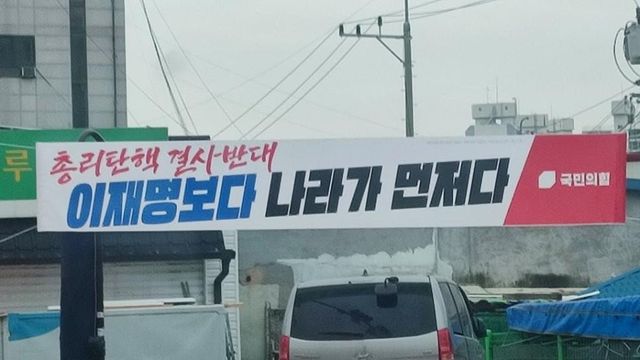 총리탄핵 결사반대
이재명보다 나라가 먼저다
국민의힘
루